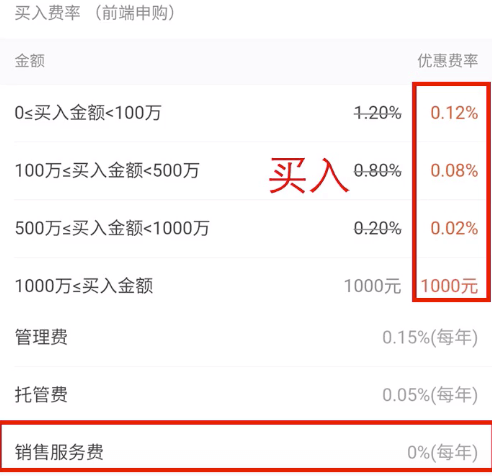 买入费率 （前端申购）
金额 优惠费率
0≤买入金额<100万 1.20% 0.12%
100万≤买入金额<500万 买入 0.80% 0.08%
500万≤买入金额<1000万 0.20% 0.02%
1000万≤买入金额 1000元 1000元
管理费 0.15%(每年)
托管费 0.05%(每年)
销售服务费 0%(每年)